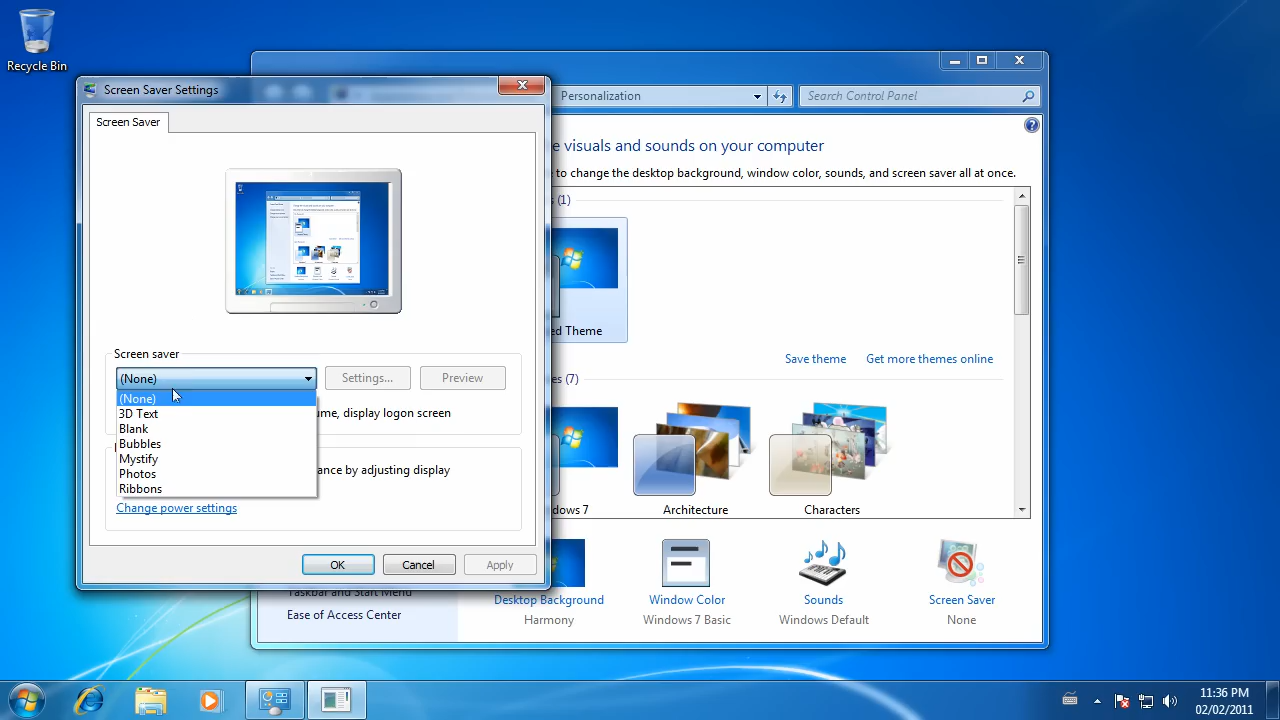 Recycle Bin
Screen Saver Settings
Screen Saver
Screen saver
(None)
Settings...
Preview
(None)
3D Text
Blank
Bubbles
Mystify
Photos
Ribbons
ume, display logon screen
ance by adjusting display
Change power settings
OK
Cancel
Apply
Personalization
Search Control Panel
e visuals and sounds on your computer
to change the desktop background, window color, sounds, and screen saver all at once.
s (1)
ed Theme
Save theme
Get more themes online
es (7)
dows 7
Architecture
Characters
Taskbar and Start Menu
Ease of Access Center
Desktop Background
Harmony
Window Color
Windows 7 Basic
Sounds
Windows Default
Screen Saver
None
11:36 PM
02/02/2011